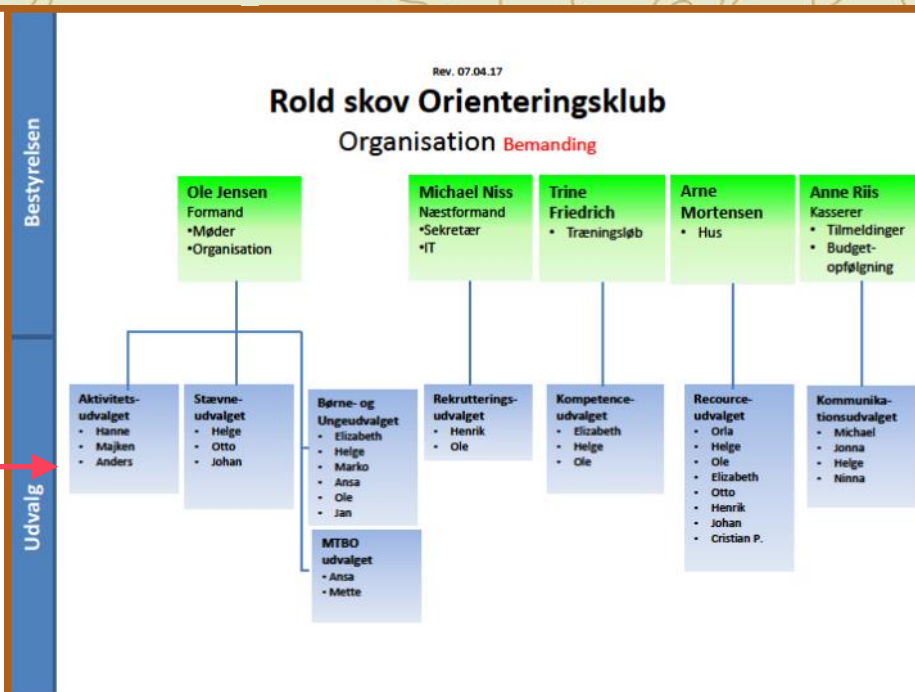 Bestyrelsen
Udvalg
Rev. 07.04.17
Rold skov Orienteringsklub
Organisation Bemanding
Ole Jensen
Formand
•Møder
•Organisation
Michael Niss
Næstformand
•Sekretær
•IT
Trine
Friedrich
• Træningsløb
Arne
Mortensen
• Hus
Anne Riis
Kasserer
• Tilmeldinger
• Budget-
opfølgning
Aktivitets-
udvalget
• Hanne
• Majken
• Anders
Stævne-
udvalget
• Helge
• Otto
• Johan
Børne- og
Ungeudvalget
• Elizabeth
• Helge
• Marko
• Ansa
• Ole
• Jan
MTBO
udvalget
• Ansa
• Mette
Rekrutterings-
udvalget
• Henrik
• Ole
Kompetence-
udvalget
• Elizabeth
• Helge
• Ole
Recource-
udvalget
• Orla
• Helge
• Ole
• Elizabeth
• Otto
• Henrik
• Johan
• Cristian P.
Kommunika-
tionsudvalget
• Michael
• Jonna
• Helge
• Ninna